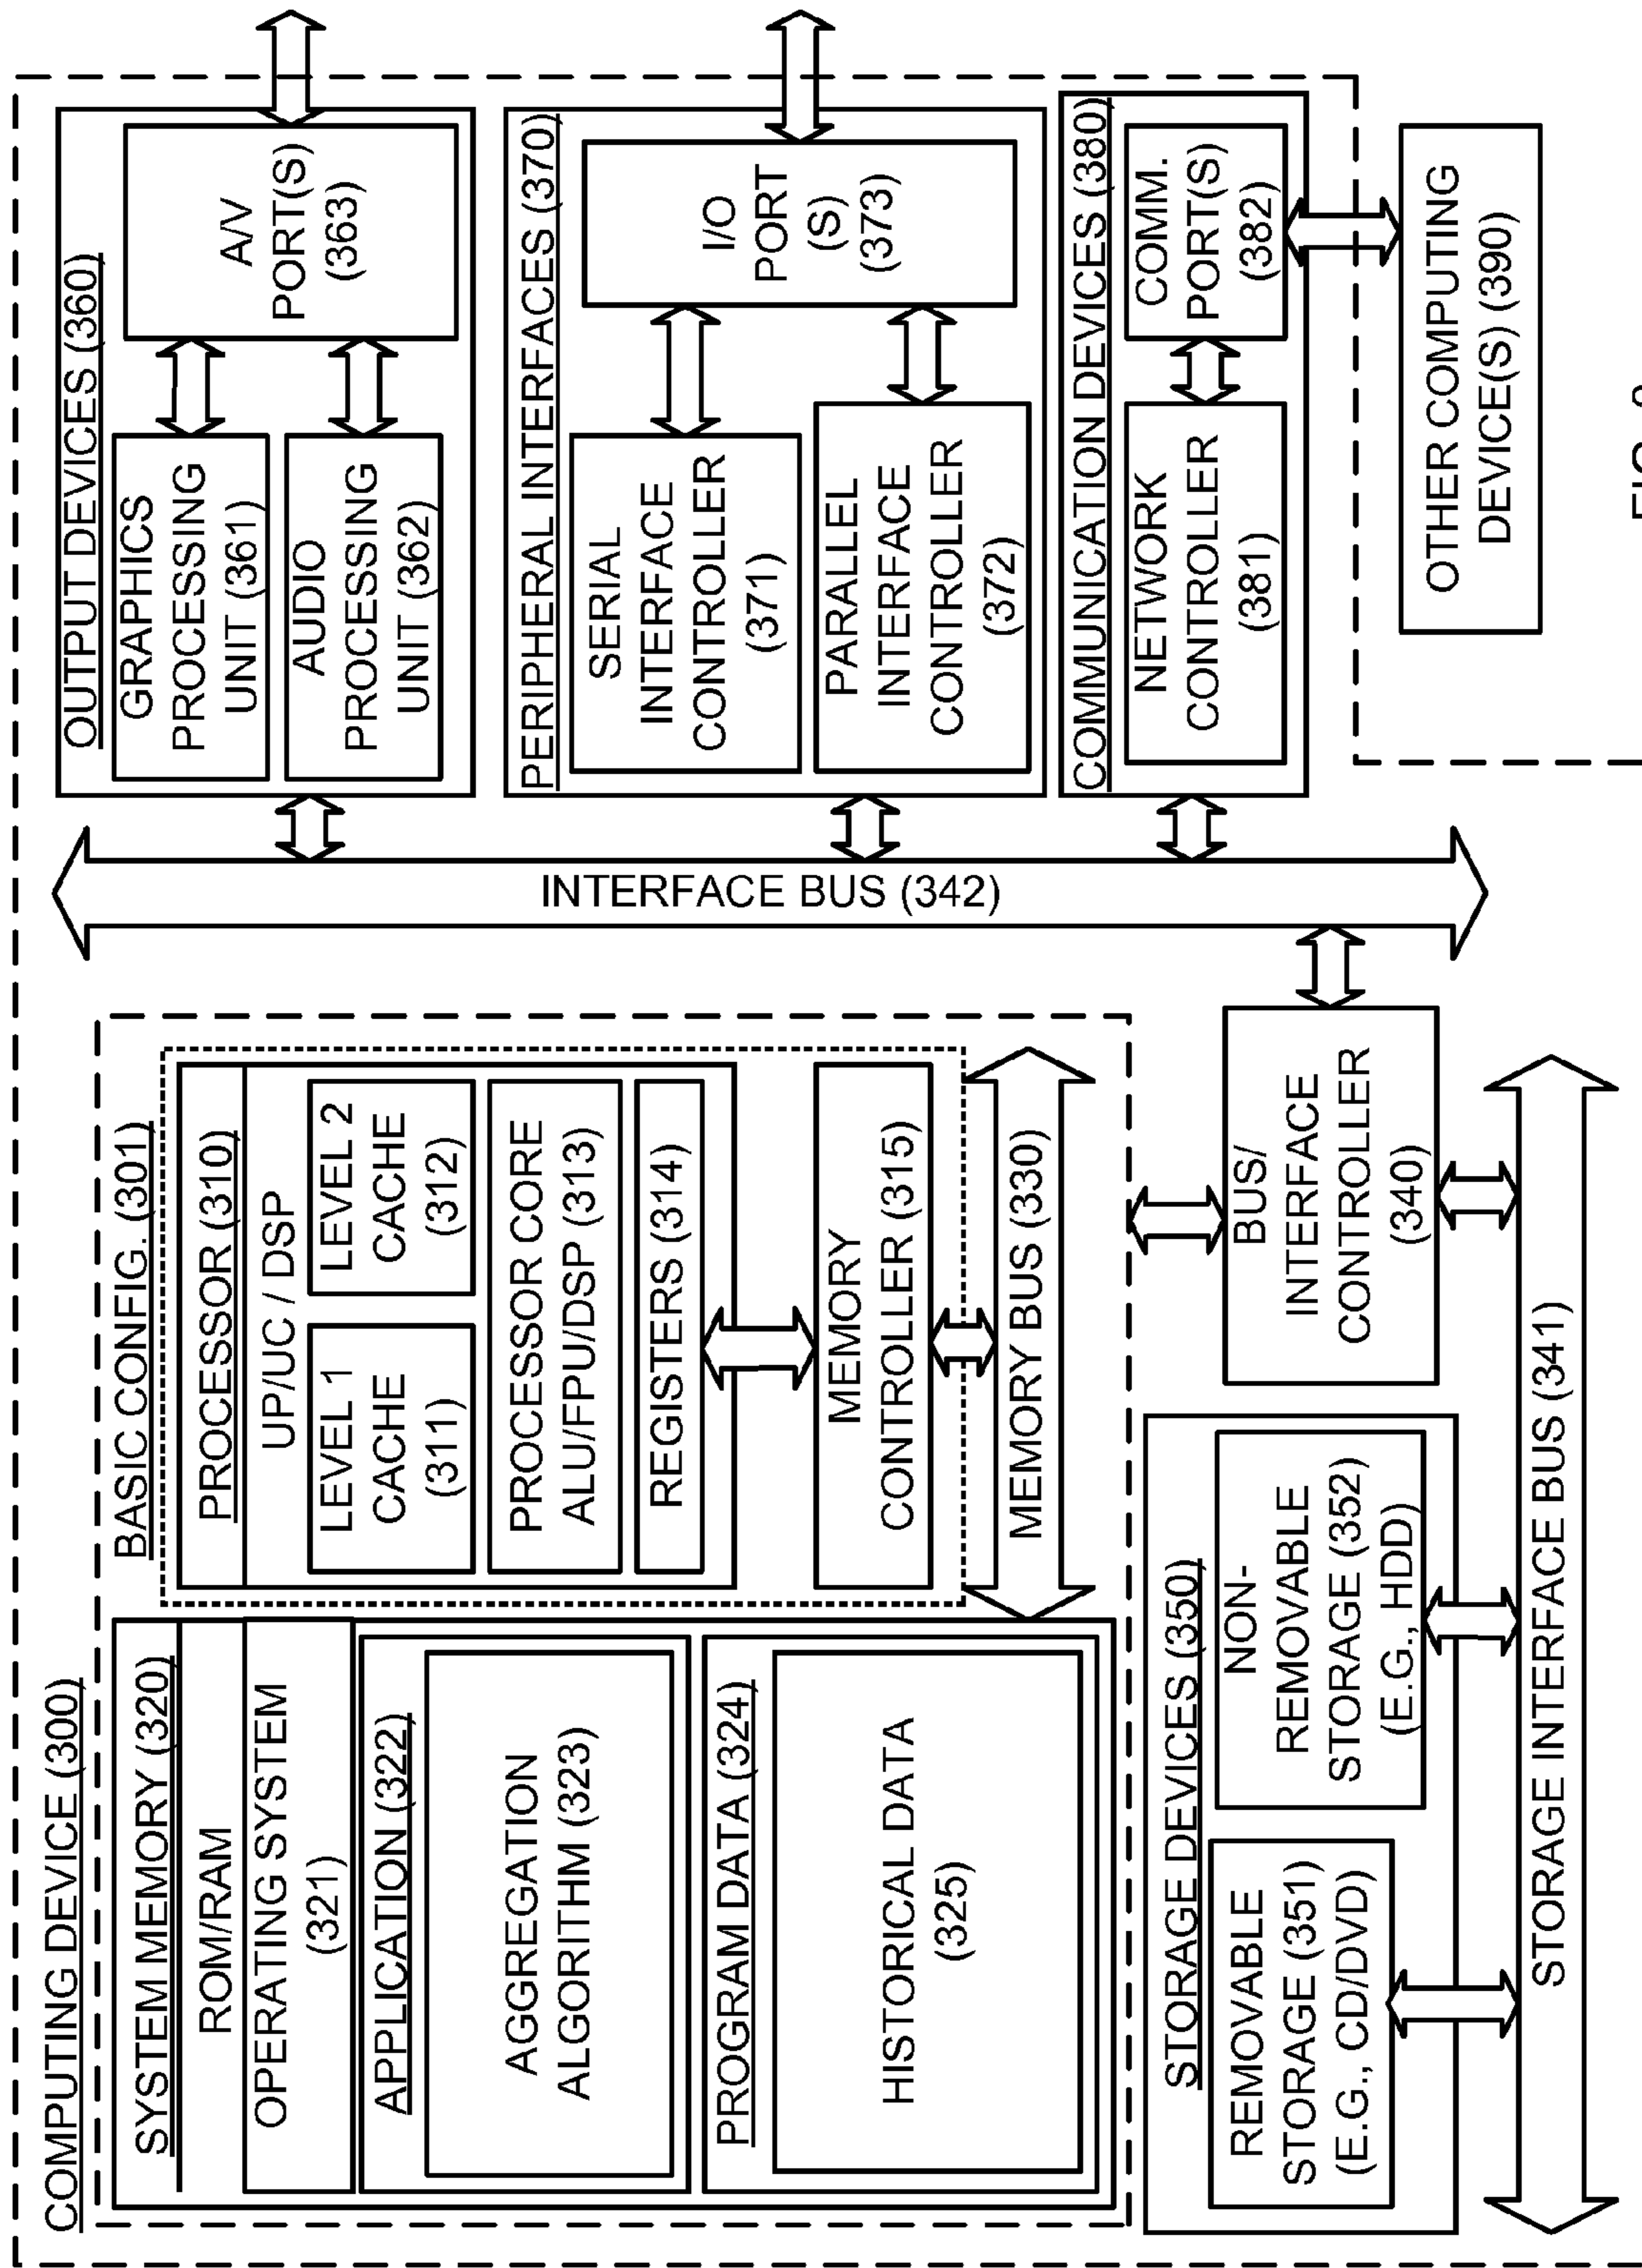 COMPUTING DEVICE (300)
SYSTEM MEMORY (320)
ROM/RAM
OPERATING SYSTEM
(321)
APPLICATION (322)
AGGREGATION
ALGORITHM (323)
PROGRAM DATA (324)
HISTORICAL DATA
(325)
BASIC CONFIG. (301)
PROCESSOR (310)
UP/UC / DSP
LEVEL 1
CACHE
(311)
LEVEL 2
CACHE
(312)
PROCESSOR CORE
ALU/FPU/DSP (313)
REGISTERS (314)
MEMORY
CONTROLLER (315)
MEMORY BUS (330)
BUS/
INTERFACE
CONTROLLER
(340)
STORAGE DEVICES (350)
REMOVABLE
STORAGE (351)
(E.G., CD/DVD)
NON-
REMOVABLE
STORAGE (352)
(E.G., HDD)
STORAGE INTERFACE BUS (341)
INTERFACE BUS (342)
OUTPUT DEVICES (360)
GRAPHICS
PROCESSING
UNIT (361)
AUDIO
PROCESSING
UNIT (362)
A/V
PORT(S)
(363)
PERIPHERAL INTERFACES (370)
SERIAL
INTERFACE
CONTROLLER
(371)
PARALLEL
INTERFACE
CONTROLLER
(372)
I/O
PORT
(S)
(373)
COMMUNICATION DEVICES (380)
NETWORK
CONTROLLER
(381)
COMM.
PORT(S)
(382)
OTHER COMPUTING
DEVICE(S) (390)
FIG.